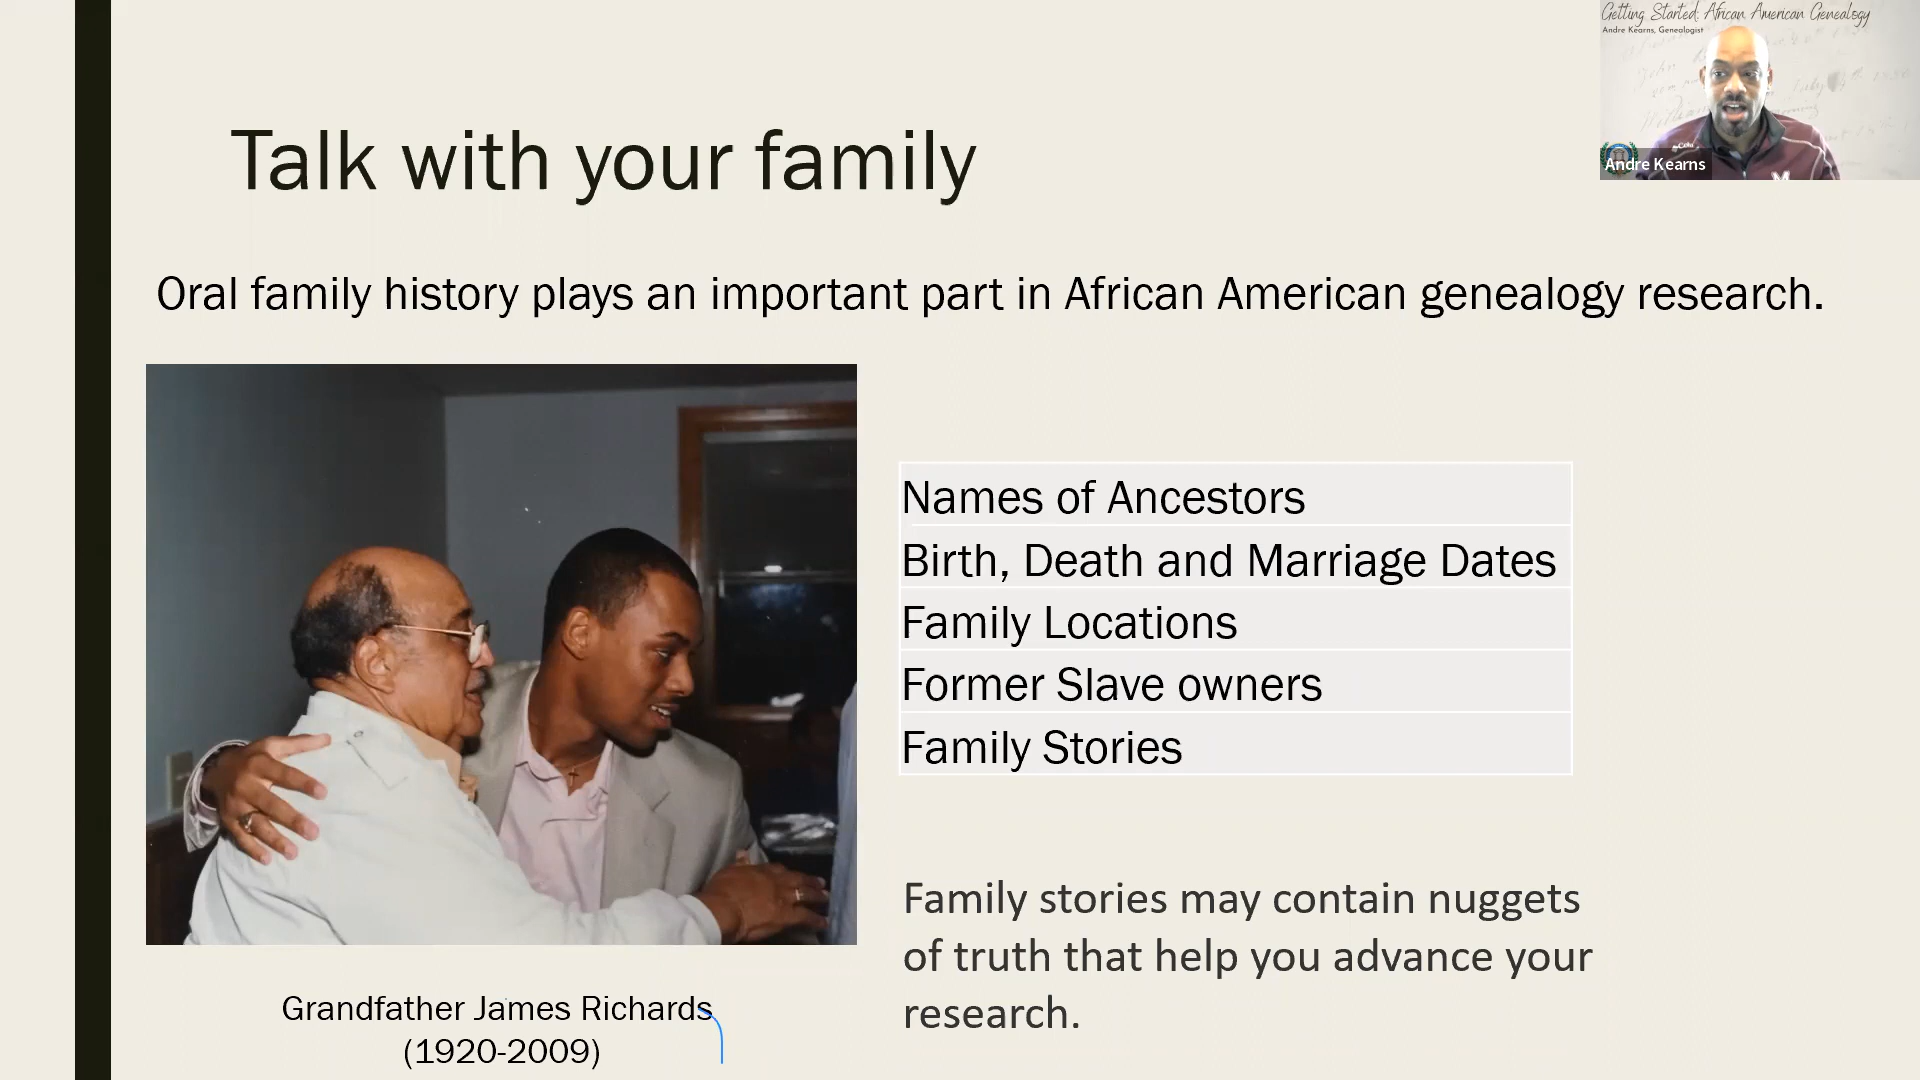 Getting Started: African American Genealogy
Andre Kearns, Genealogist
Andre Kearns
Talk with your family
Oral family history plays an important part in African American genealogy research.
Names of Ancestors
Birth, Death and Marriage Dates
Family Locations
Former Slave owners
Family Stories
Family stories may contain nuggets
of truth that help you advance your
research.
Grandfather James Richards
(1920-2009)